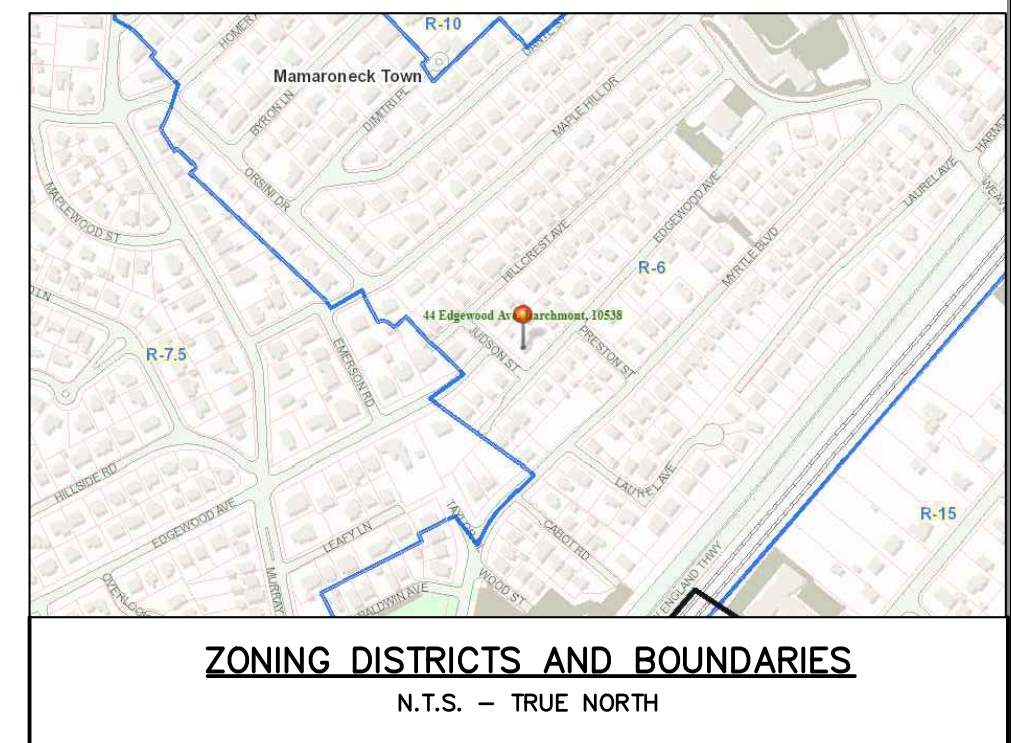 R-10
Mamaroneck Town
BYRON LN
DIMITRI PL
MAPLE HILL DR
ORSINI DR
MAPLEWOOD ST
HILLCREST AVE
EDGEWOOD AVE
LAUREL AVE
MYRTLE BLVD
R-6
44 Edgewood Ave, Larchmont, 10538
JUDSON ST
PRESTON ST
R-7.5
EMERSON RD
HILLSIDE RD
EDGEWOOD AVE
LEAFY LN
LAUREL AVE
CABOT RD
R-15
MURRAY
WOOD ST
BALDWIN AVE
ENGLAND THWY
ZONING DISTRICTS AND BOUNDARIES
N.T.S. – TRUE NORTH